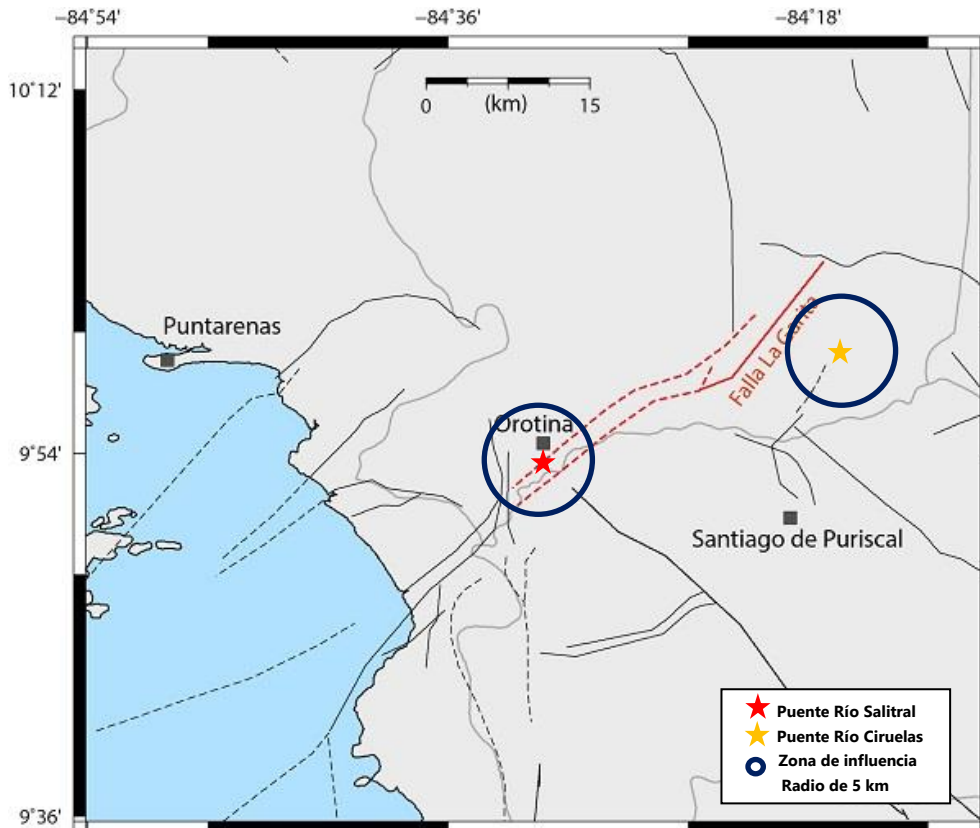 −84°54'
−84°36'
−84°18'
10°12'
0 (km) 15
Puntarenas
Falla La Garita
Orotina
9°54'
Santiago de Puriscal
Puente Río Salitral
Puente Río Ciruelas
Zona de influencia
Radio de 5 km
9°36'